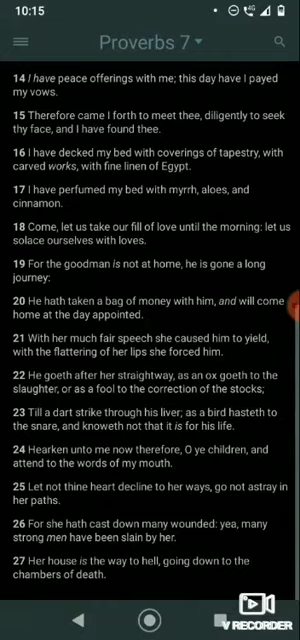 10:15
4G
Proverbs 7
14 I have peace offerings with me; this day have I payed
my vows.
15 Therefore came I forth to meet thee, diligently to seek
thy face, and I have found thee.
16 I have decked my bed with coverings of tapestry, with
carved works, with fine linen of Egypt.
17 I have perfumed my bed with myrrh, aloes, and
cinnamon.
18 Come, let us take our fill of love until the morning: let us
solace ourselves with loves.
19 For the goodman is not at home, he is gone a long
journey:
20 He hath taken a bag of money with him, and will come
home at the day appointed.
21 With her much fair speech she caused him to yield,
with the flattering of her lips she forced him.
22 He goeth after her straightway, as an ox goeth to the
slaughter, or as a fool to the correction of the stocks;
23 Till a dart strike through his liver; as a bird hasteth to
the snare, and knoweth not that it is for his life.
24 Hearken unto me now therefore, O ye children, and
attend to the words of my mouth.
25 Let not thine heart decline to her ways, go not astray in
her paths.
26 For she hath cast down many wounded: yea, many
strong men have been slain by her.
27 Her house is the way to hell, going down to the
chambers of death.
V RECORDER